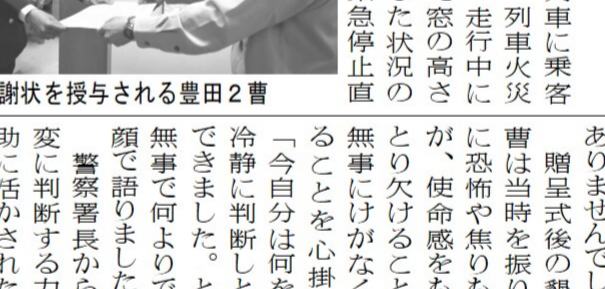 列車に乗客
列車火災
走行中に
窓の高さ
した状況の
緊急停止直
謝状を授与される豊田2曹
ありませんでし
贈呈式後の懇
曹は当時を振り
に恐怖や焦りも
が、使命感をも
とり欠けること
無事にけがなく
ることを心掛
「今自分は何を
冷静に判断しと
できました。と
無事で何よりで
顔で語りました
警察署長から
変に判断する力
助に活かされた